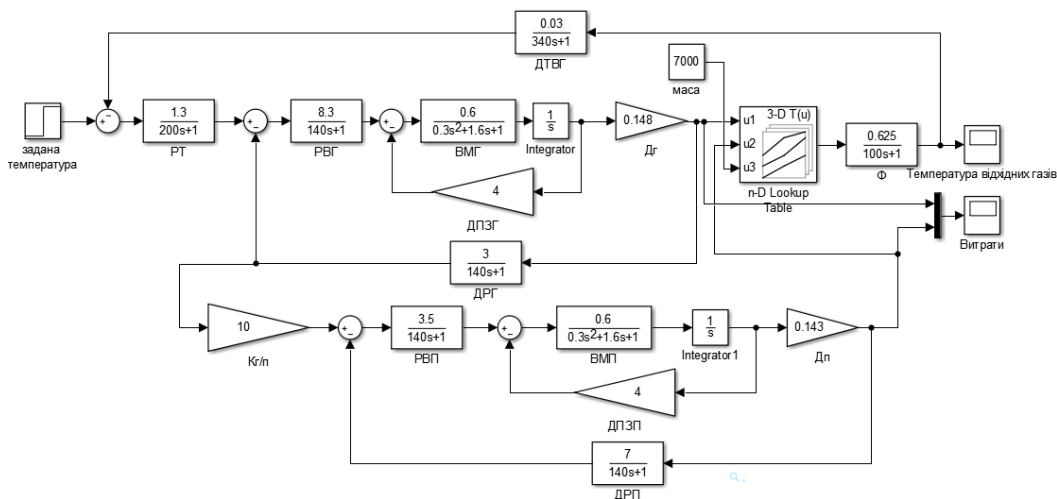 0.03
340s+1
ДТВГ
7000
маса
задана
температура
1.3
200s+1
РТ
8.3
140s+1
РВГ
0.6
0.3s2+1.6s+1
ВМГ
1
s
Integrator
0.148
Дг
3-D T(u)
u1
u2
u3
n-D Lookup
Table
0.625
100s+1
Ф
Температура відхідних газів
4
ДПЗГ
Витрати
3
140s+1
ДРГ
10
Кг/п
3.5
140s+1
РВП
0.6
0.3s2+1.6s+1
ВМП
1
s
Integrator1
0.143
Дп
4
ДПЗП
7
140s+1
ДРП